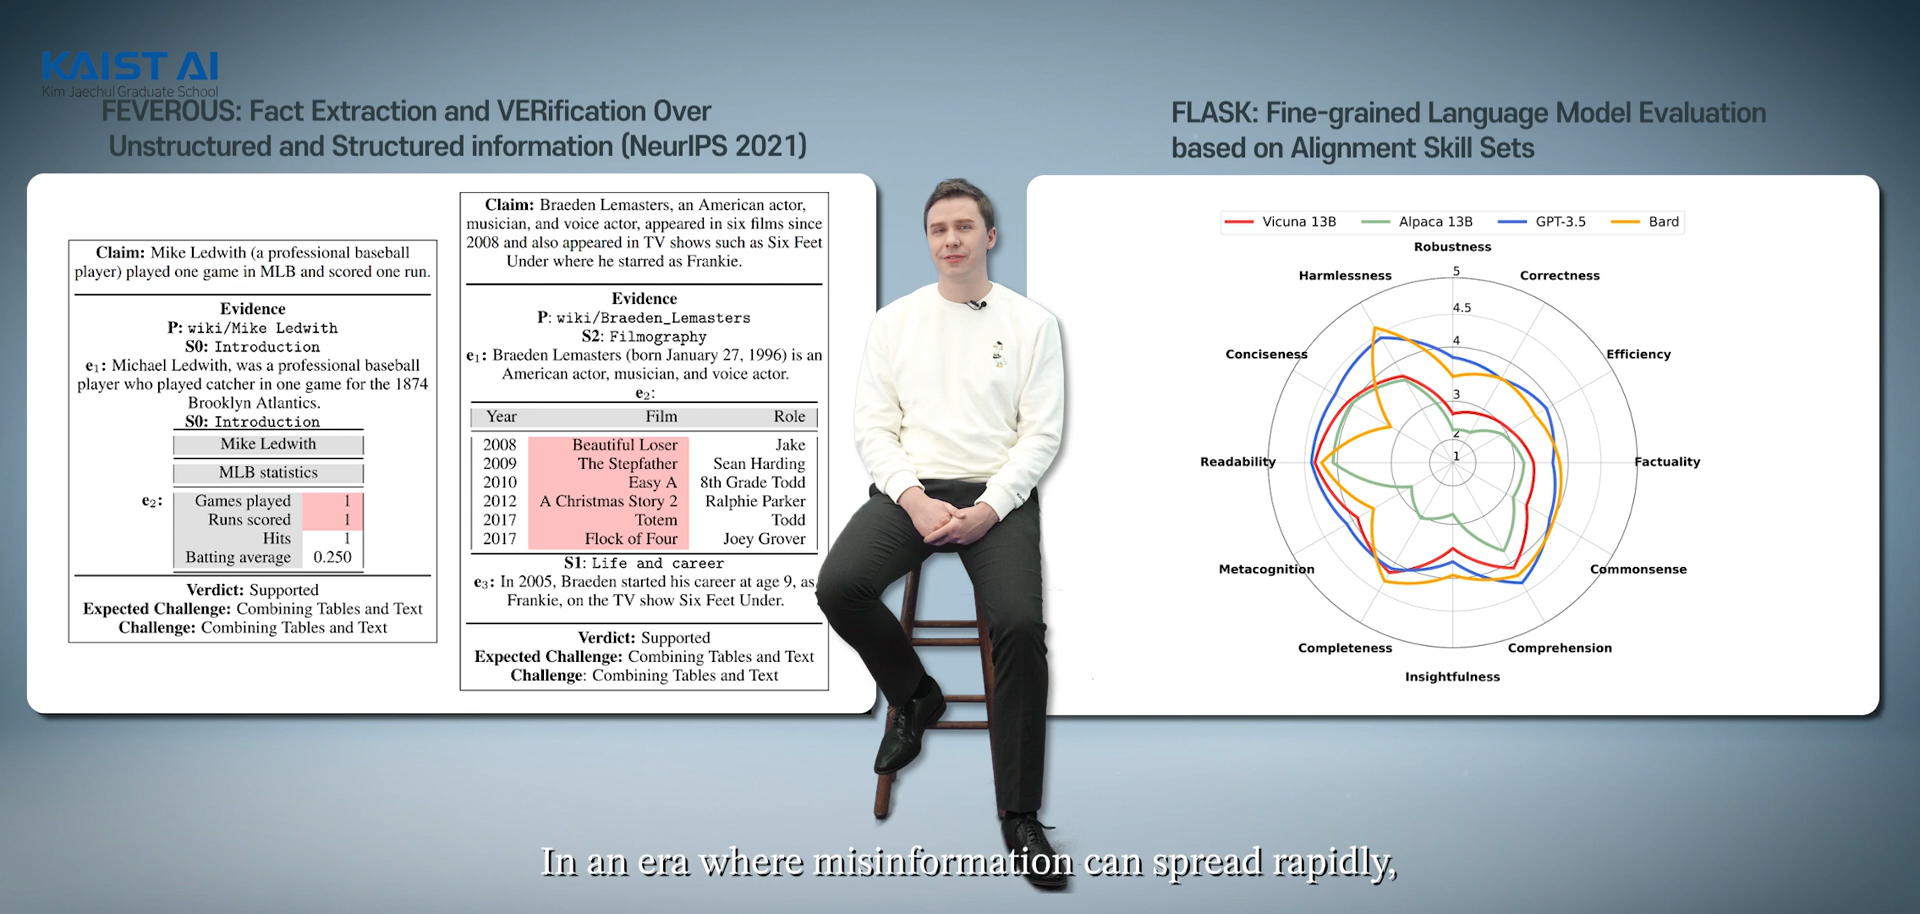 KAIST AI
Kim Jaechul Graduate School
FEVEROUS: Fact Extraction and VERification Over
Unstructured and Structured information (NeurIPS 2021)
Claim: Mike Ledwith (a professional baseball
player) played one game in MLB and scored one run.
Evidence
P: wiki/Mike Ledwith
S0: Introduction
e1: Michael Ledwith, was a professional baseball
player who played catcher in one game for the 1874
Brooklyn Atlantics.
S0: Introduction
Mike Ledwith
MLB statistics
e2:
Games played 1
Runs scored 1
Hits 1
Batting average 0.250
Verdict: Supported
Expected Challenge: Combining Tables and Text
Challenge: Combining Tables and Text
Claim: Braeden Lemasters, an American actor,
musician, and voice actor, appeared in six films since
2008 and also appeared in TV shows such as Six Feet
Under where he starred as Frankie.
Evidence
P: wiki/Braeden_Lemasters
S2: Filmography
e1: Braeden Lemasters (born January 27, 1996) is an
American actor, musician, and voice actor.
e2:
Year Film Role
2008 Beautiful Loser Jake
2009 The Stepfather Sean Harding
2010 Easy A 8th Grade Todd
2012 A Christmas Story 2 Ralphie Parker
2017 Totem Todd
2017 Flock of Four Joey Grover
S1: Life and career
e3: In 2005, Braeden started his career at age 9, as
Frankie, on the TV show Six Feet Under.
Verdict: Supported
Expected Challenge: Combining Tables and Text
Challenge: Combining Tables and Text
FLASK: Fine-grained Language Model Evaluation
based on Alignment Skill Sets
Vicuna 13B Alpaca 13B GPT-3.5 Bard
Robustness
Harmlessness Correctness
5
4.5
4
Conciseness Efficiency
3
2
1
Readability Factuality
Metacognition Commonsense
Completeness Comprehension
Insightfulness
In an era where misinformation can spread rapidly,